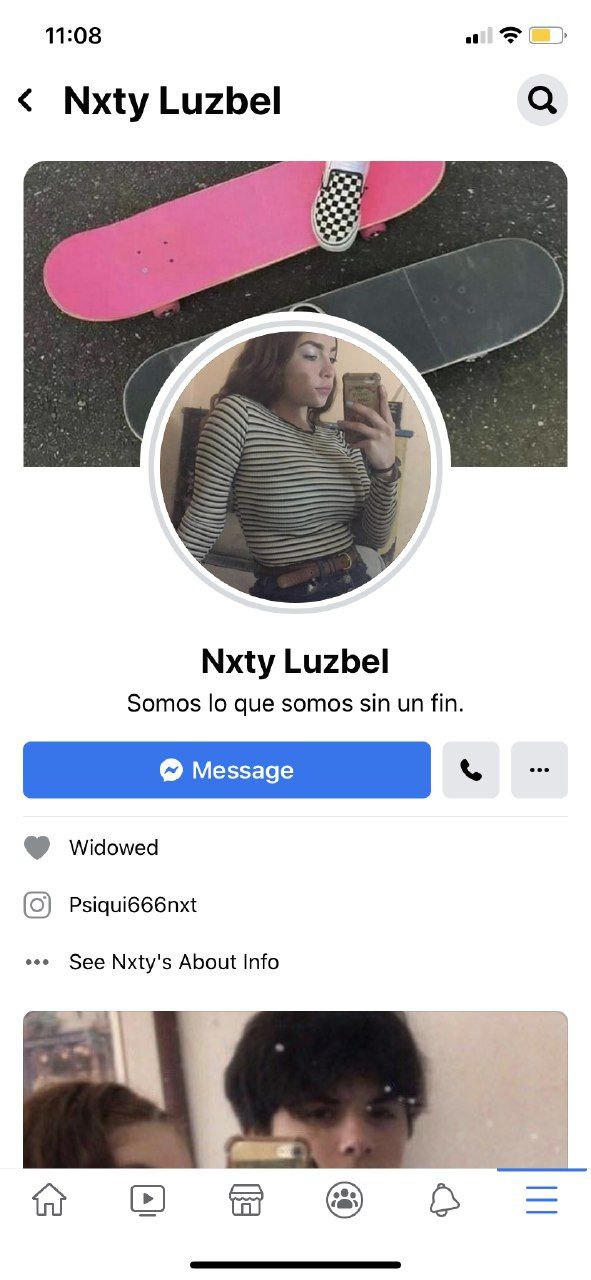 11:08
Nxty Luzbel
Nxty Luzbel
Somos lo que somos sin un fin.
Message
Widowed
Psiqui666nxt
See Nxty's About Info